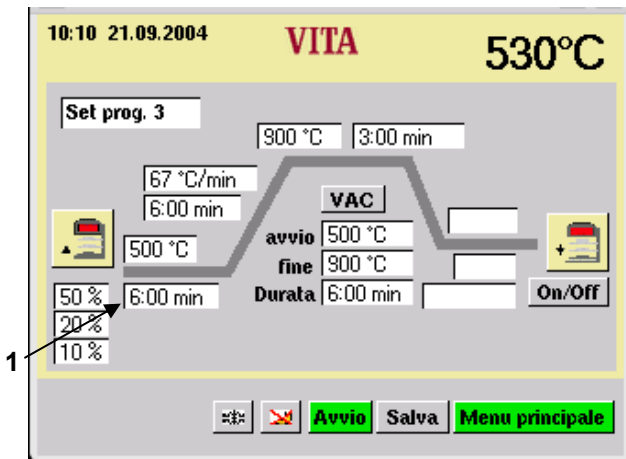 10:10 21.09.2004
VITA
530°C
Set prog. 3
900 °C
3:00 min
67 °C/min
6:00 min
VAC
500 °C
avvio 500 °C
fine 900 °C
Durata 6:00 min
6:00 min
50 %
20 %
10 %
On/Off
1
Avvio
Salva
Menu principale